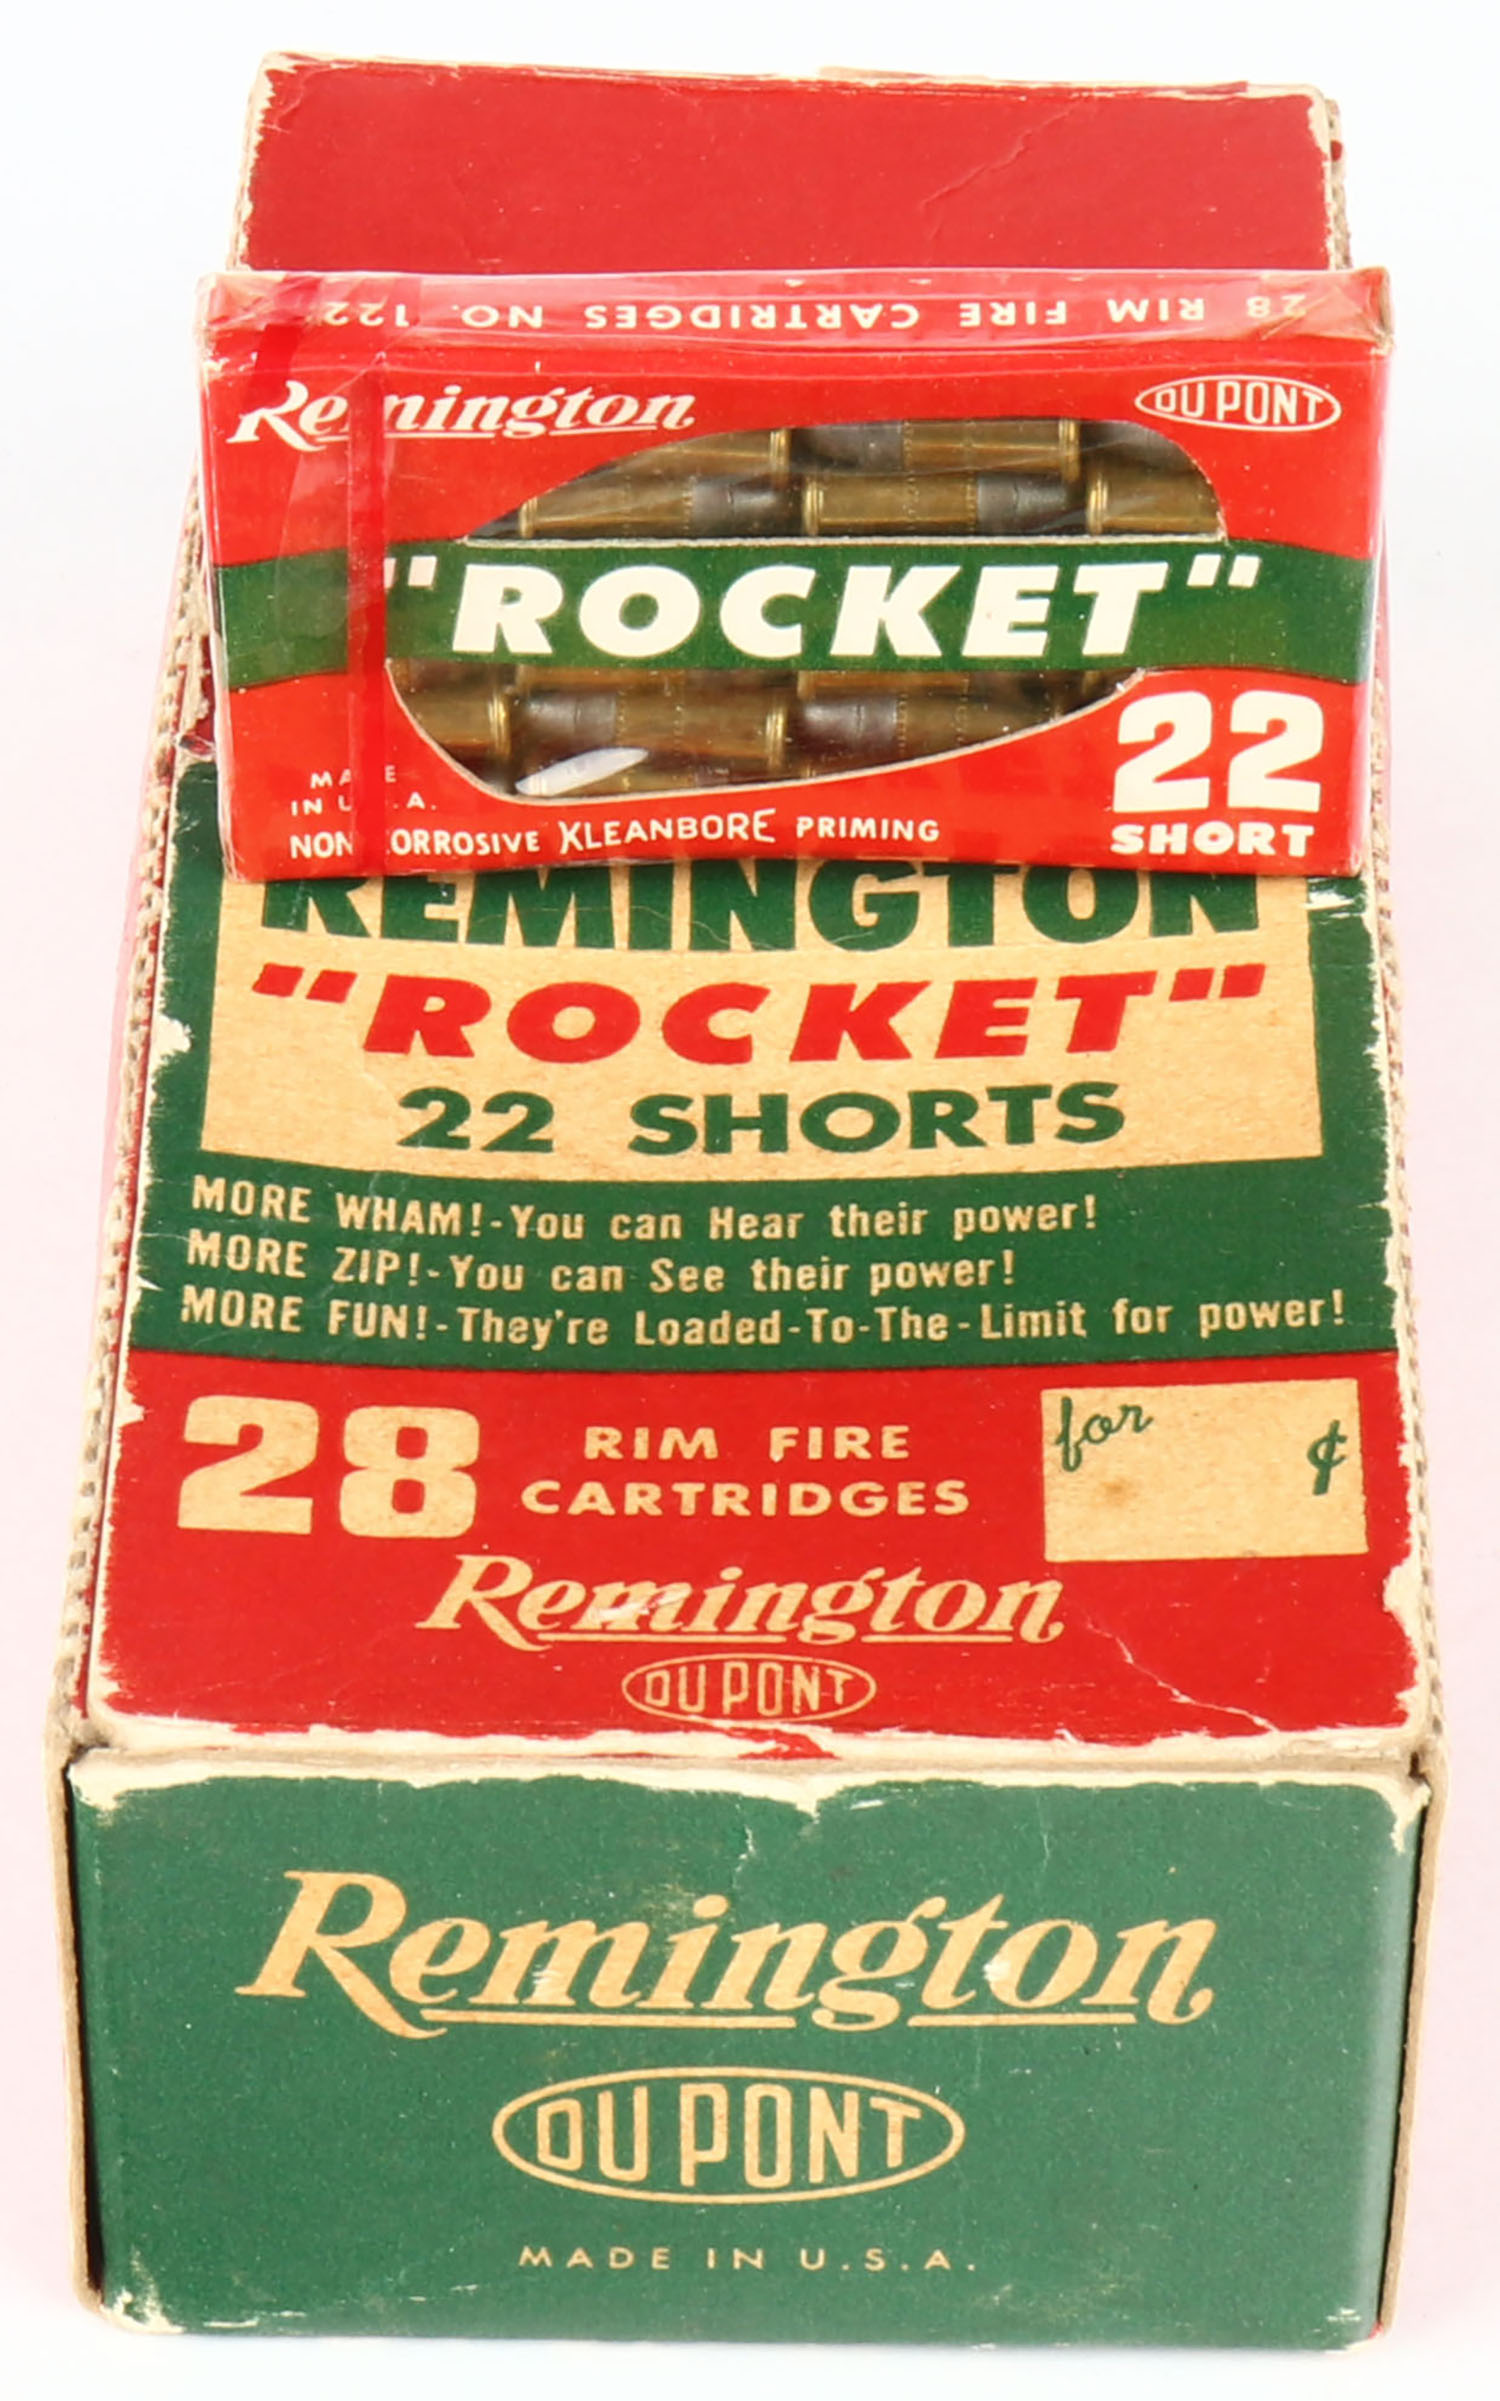 28 RIM FIRE CARTRIDGES NO. 122
Remington
DU PONT
"ROCKET"
22
SHORT
MADE
IN U.S.A.
NON CORROSIVE KLEANBORE PRIMING
REMINGTON
"ROCKET"
22 SHORTS
MORE WHAM!-You can Hear their power!
MORE ZIP!-You can See their power!
MORE FUN!-They're Loaded-To-The-Limit for power!
28 RIM FIRE CARTRIDGES
for ¢
Remington
DU PONT
Remington
DU PONT
MADE IN U.S.A.